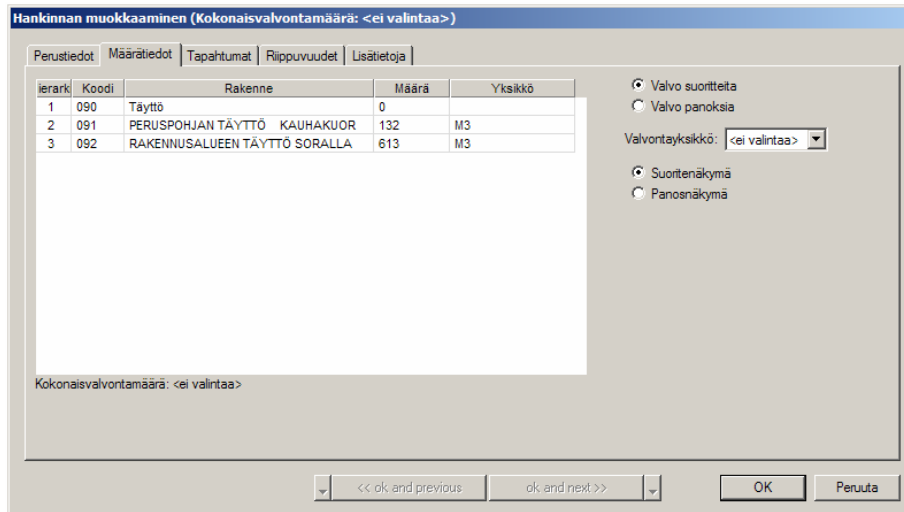 Hankinnan muokkaaminen (Kokonaisvalvontamäärä: <ei valintaa>)
Perustiedot Määrätiedot Tapahtumat Riippuvuudet Lisätietoja
ierark Koodi Rakenne Määrä Yksikkö
1 090 Täyttö 0
2 091 PERUSPOHJAN TÄYTTÖ KAUHAKUOR 132 M3
3 092 RAKENNUSALUEEN TÄYTTÖ SORALLA 613 M3
Valvo suoritteita
Valvo panoksia
Valvontayksikkö: <ei valintaa>
Suoritenäkymä
Panosnäkymä
Kokonaisvalvontamäärä: <ei valintaa>
<< ok and previous ok and next >> OK Peruuta